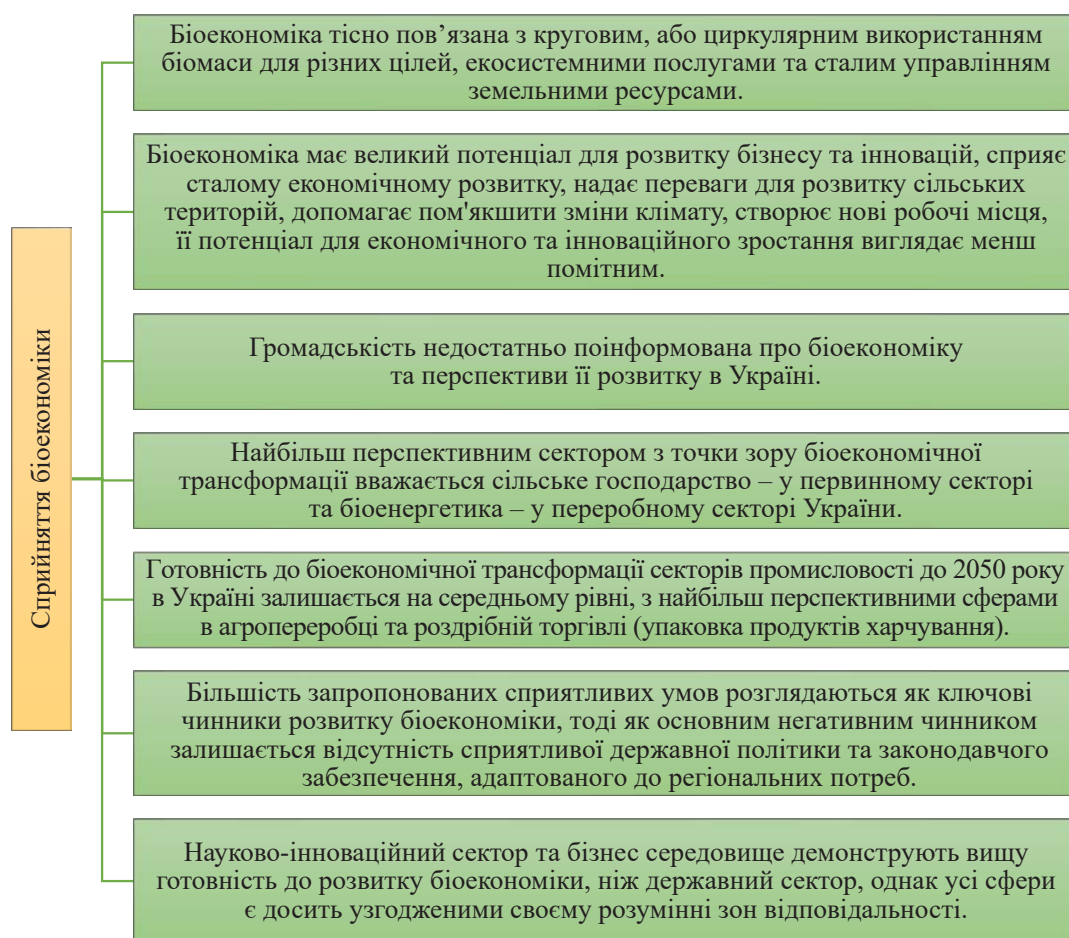 Сприйняття біоекономіки
Біоекономіка тісно пов’язана з круговим, або циркулярним використанням
біомаси для різних цілей, екосистемними послугами та сталим управлінням
земельними ресурсами.
Біоекономіка має великий потенціал для розвитку бізнесу та інновацій, сприяє
сталому економічному розвитку, надає переваги для розвитку сільських
територій, допомагає пом'якшити зміни клімату, створює нові робочі місця,
її потенціал для економічного та інноваційного зростання виглядає менш
помітним.
Громадськість недостатньо поінформована про біоекономіку
та перспективи її розвитку в Україні.
Найбільш перспективним сектором з точки зору біоекономічної
трансформації вважається сільське господарство – у первинному секторі
та біоенергетика – у переробному секторі України.
Готовність до біоекономічної трансформації секторів промисловості до 2050 року
в Україні залишається на середньому рівні, з найбільш перспективними сферами
в агропереробці та роздрібній торгівлі (упаковка продуктів харчування).
Більшість запропонованих сприятливих умов розглядаються як ключові
чинники розвитку біоекономіки, тоді як основним негативним чинником
залишається відсутність сприятливої державної політики та законодавчого
забезпечення, адаптованого до регіональних потреб.
Науково-інноваційний сектор та бізнес середовище демонструють вищу
готовність до розвитку біоекономіки, ніж державний сектор, однак усі сфери
є досить узгодженими своєму розумінні зон відповідальності.